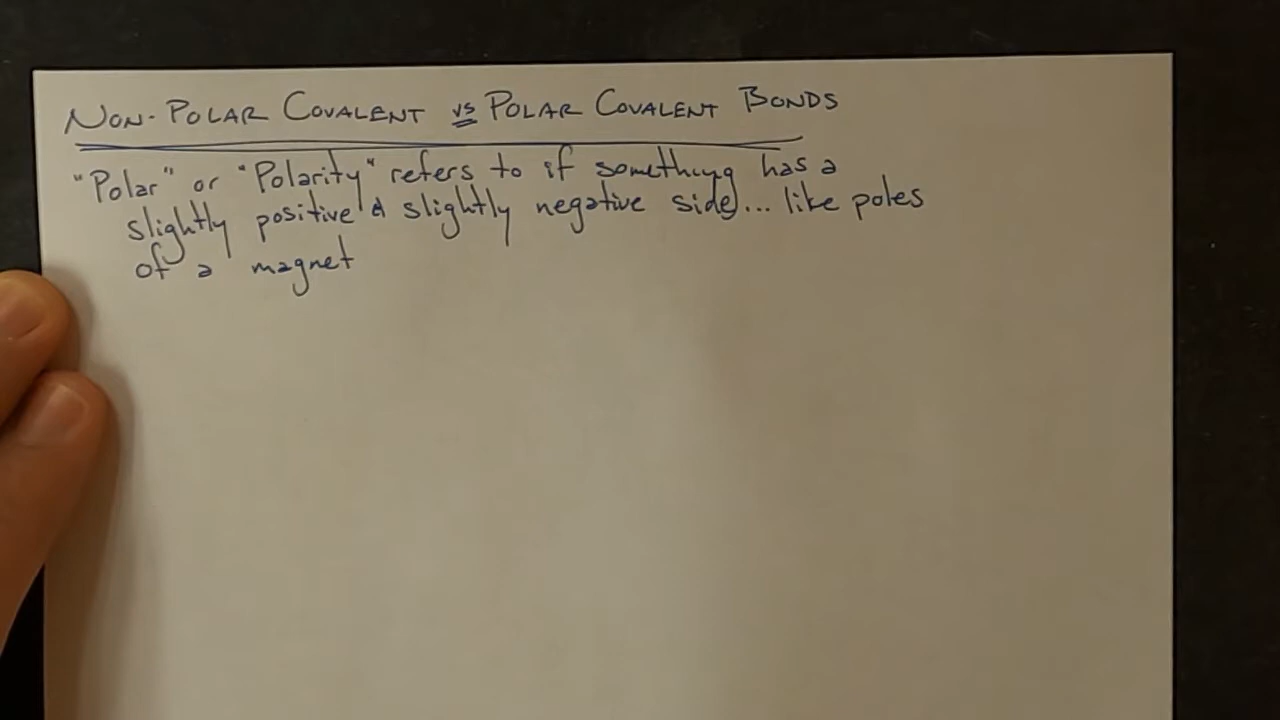 NON-POLAR COVALENT vs POLAR COVALENT BONDS
"Polar" or "Polarity" refers to if something has a
slightly positive & slightly negative side... like poles
of a magnet